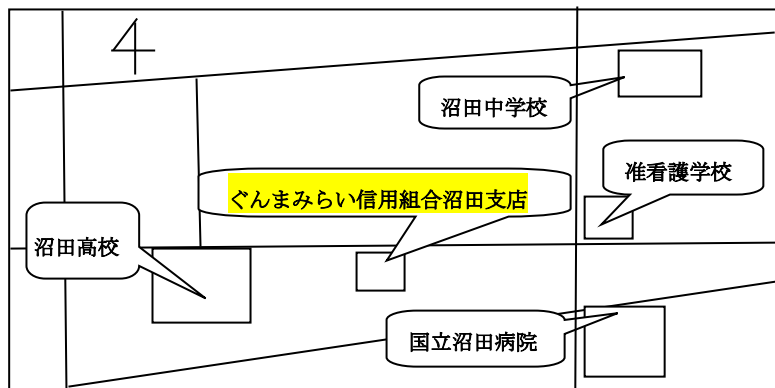 沼田中学校
准看護学校
ぐんまみらい信用組合沼田支店
沼田高校
国立沼田病院